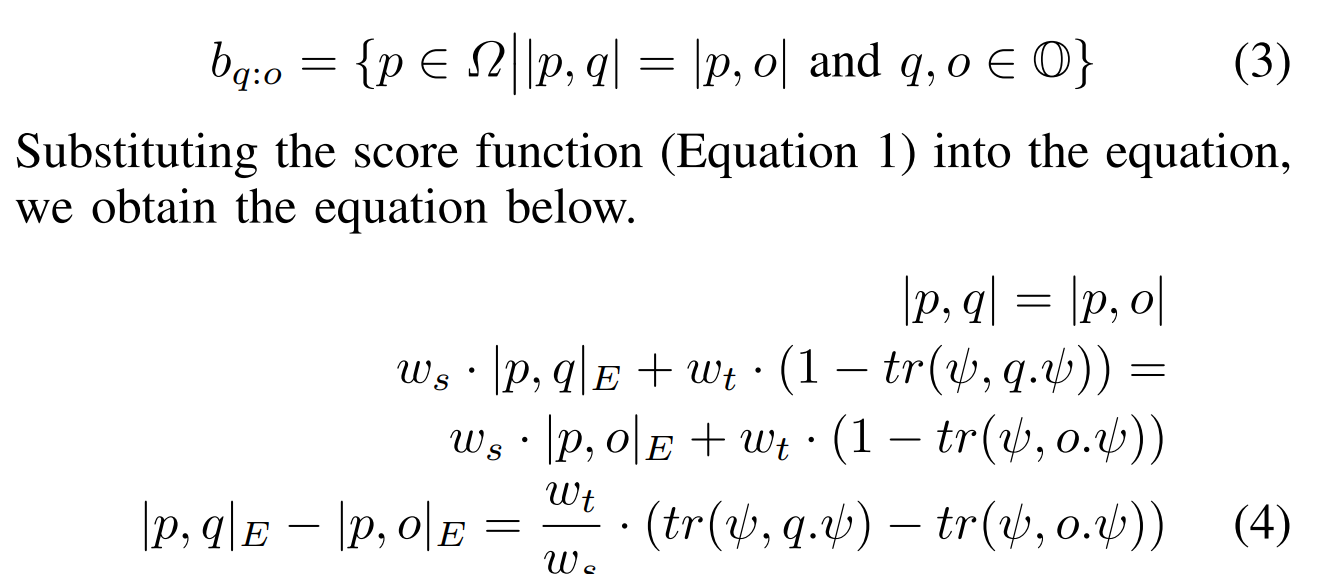 b_{q:o} = {p ∈ Ω||p, q| = |p, o| and q, o ∈ 𝕆} (3)
Substituting the score function (Equation 1) into the equation,
we obtain the equation below.
|p, q| = |p, o|
w_s · |p, q|_E + w_t · (1 − tr(ψ, q.ψ)) =
w_s · |p, o|_E + w_t · (1 − tr(ψ, o.ψ))
|p, q|_E − |p, o|_E = \frac{w_t}{w_s} · (tr(ψ, q.ψ) − tr(ψ, o.ψ)) (4)